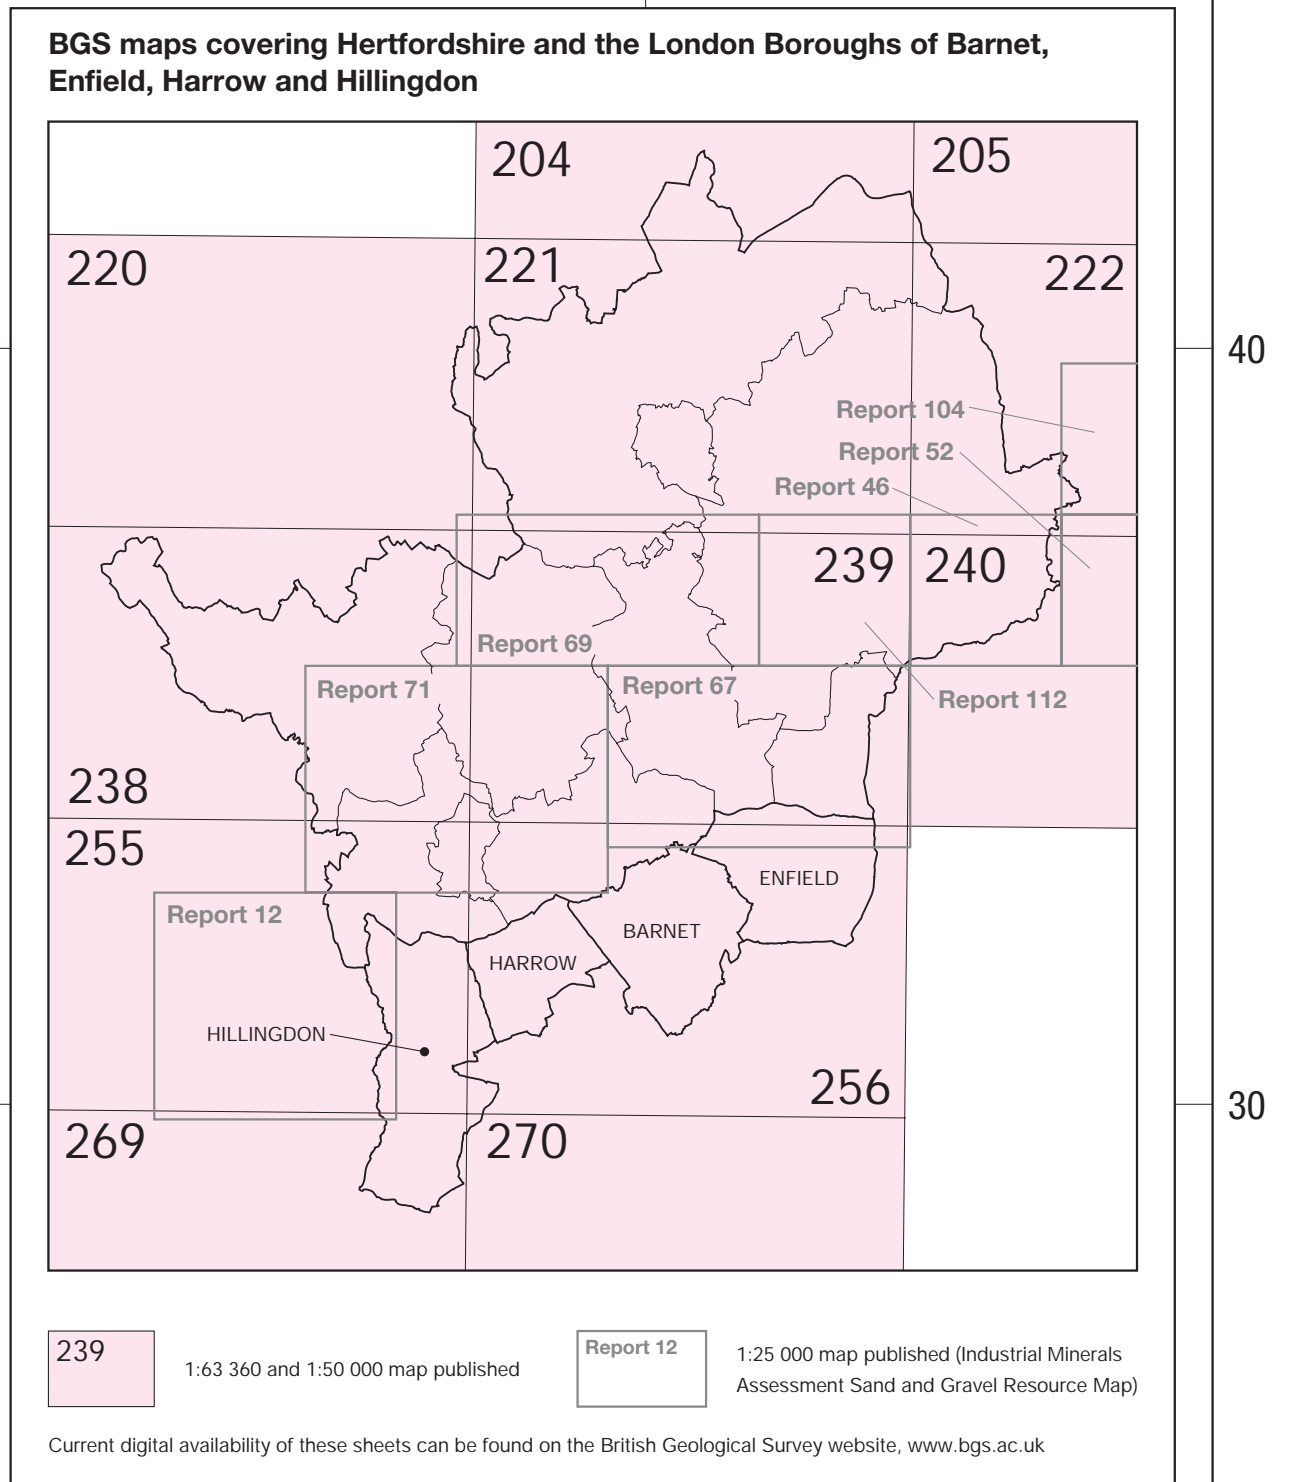 BGS maps covering Hertfordshire and the London Boroughs of Barnet,
Enfield, Harrow and Hillingdon
204
205
220
221
222
40
Report 104
Report 52
Report 46
239
240
Report 69
Report 71
Report 67
Report 112
238
255
ENFIELD
Report 12
BARNET
HARROW
HILLINGDON
256
30
269
270
239
1:63 360 and 1:50 000 map published
Report 12
1:25 000 map published (Industrial Minerals
Assessment Sand and Gravel Resource Map)
Current digital availability of these sheets can be found on the British Geological Survey website, www.bgs.ac.uk